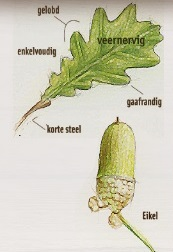 gelobd
veernervig
enkelvoudig
gaafrandig
korte steel
Eikel